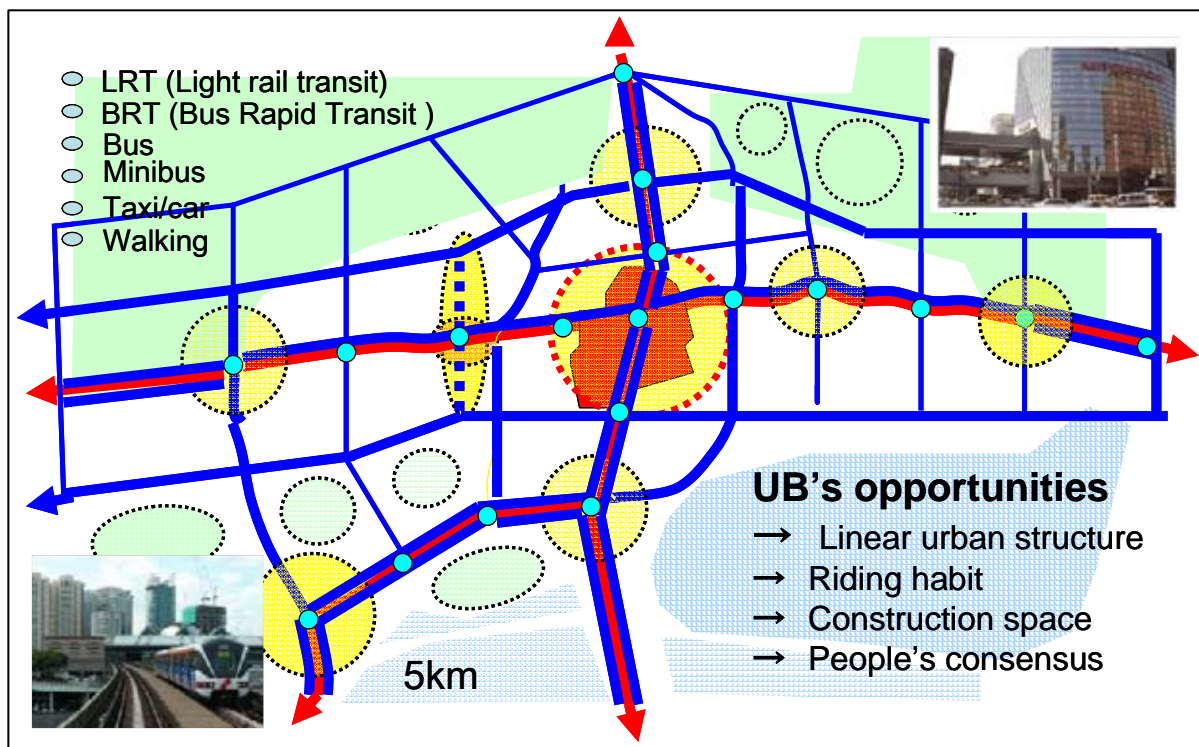 LRT (Light rail transit)
BRT (Bus Rapid Transit )
Bus
Minibus
Taxi/car
Walking
UB's opportunities
→ Linear urban structure
→ Riding habit
→ Construction space
→ People's consensus
5km